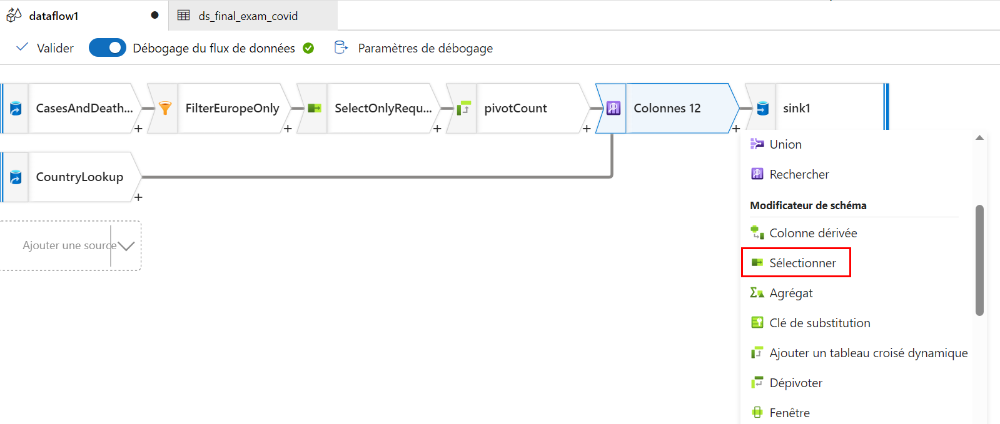 dataflow1
ds_final_exam_covid
Valider
Débogage du flux de données
Paramètres de débogage
CasesAndDeath...
FilterEuropeOnly
SelectOnlyRequ...
pivotCount
Colonnes 12
sink1
CountryLookup
Ajouter une source
Union
Rechercher
Modificateur de schéma
Colonne dérivée
Sélectionner
Agrégat
Clé de substitution
Ajouter un tableau croisé dynamique
Dépivoter
Fenêtre